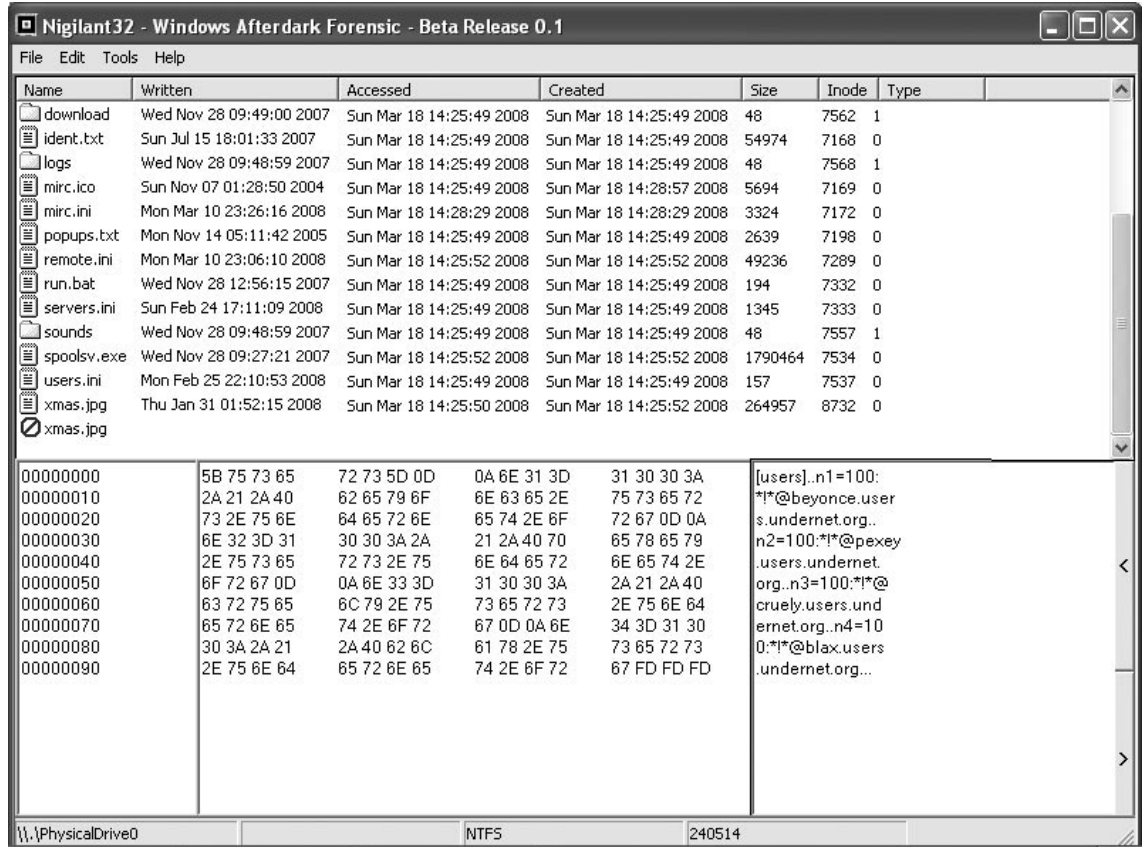 Nigilant32 - Windows Afterdark Forensic - Beta Release 0.1
File Edit Tools Help
Name Written Accessed Created Size Inode Type
download Wed Nov 28 09:49:00 2007 Sun Mar 18 14:25:49 2008 Sun Mar 18 14:25:49 2008 48 7562 1
ident.txt Sun Jul 15 18:01:33 2007 Sun Mar 18 14:25:49 2008 Sun Mar 18 14:25:49 2008 54974 7168 0
logs Wed Nov 28 09:48:59 2007 Sun Mar 18 14:25:49 2008 Sun Mar 18 14:25:49 2008 48 7568 1
mirc.ico Sun Nov 07 01:28:50 2004 Sun Mar 18 14:25:49 2008 Sun Mar 18 14:28:57 2008 5694 7169 0
mirc.ini Mon Mar 10 23:26:16 2008 Sun Mar 18 14:28:29 2008 Sun Mar 18 14:28:29 2008 3324 7172 0
popups.txt Mon Nov 14 05:11:42 2005 Sun Mar 18 14:25:49 2008 Sun Mar 18 14:25:49 2008 2639 7198 0
remote.ini Mon Mar 10 23:06:10 2008 Sun Mar 18 14:25:52 2008 Sun Mar 18 14:25:52 2008 49236 7289 0
run.bat Wed Nov 28 12:56:15 2007 Sun Mar 18 14:25:49 2008 Sun Mar 18 14:25:49 2008 194 7332 0
servers.ini Sun Feb 24 17:11:09 2008 Sun Mar 18 14:25:49 2008 Sun Mar 18 14:25:49 2008 1345 7333 0
sounds Wed Nov 28 09:48:59 2007 Sun Mar 18 14:25:49 2008 Sun Mar 18 14:25:49 2008 48 7557 1
spoolsv.exe Wed Nov 28 09:27:21 2007 Sun Mar 18 14:25:52 2008 Sun Mar 18 14:25:52 2008 1790464 7534 0
users.ini Mon Feb 25 22:10:53 2008 Sun Mar 18 14:25:49 2008 Sun Mar 18 14:25:49 2008 157 7537 0
xmas.jpg Thu Jan 31 01:52:15 2008 Sun Mar 18 14:25:50 2008 Sun Mar 18 14:25:52 2008 264957 8732 0
xmas.jpg
00000000 5B 75 73 65 72 73 5D 0D 0A 6E 31 3D 31 30 30 3A [users]..n1=100:
00000010 2A 21 2A 40 62 65 79 6F 6E 63 65 2E 75 73 65 72 *!*@beyonce.user
00000020 73 2E 75 6E 64 65 72 6E 65 74 2E 6F 72 67 0D 0A s.undernet.org..
00000030 6E 32 3D 31 30 30 3A 2A 21 2A 40 70 65 78 65 79 n2=100:*!*@pexey
00000040 2E 75 73 65 72 73 2E 75 6E 64 65 72 6E 65 74 2E .users.undernet.
00000050 6F 72 67 0D 0A 6E 33 3D 31 30 30 3A 2A 21 2A 40 org..n3=100:*!*@
00000060 63 72 75 65 6C 79 2E 75 73 65 72 73 2E 75 6E 64 cruely.users.und
00000070 65 72 6E 65 74 2E 6F 72 67 0D 0A 6E 34 3D 31 30 ernet.org..n4=10
00000080 30 3A 2A 21 2A 40 62 6C 61 78 2E 75 73 65 72 73 0:*!*@blax.users
00000090 2E 75 6E 64 65 72 6E 65 74 2E 6F 72 67 FD FD FD .undernet.org...
\\.\PhysicalDrive0 NTFS 240514